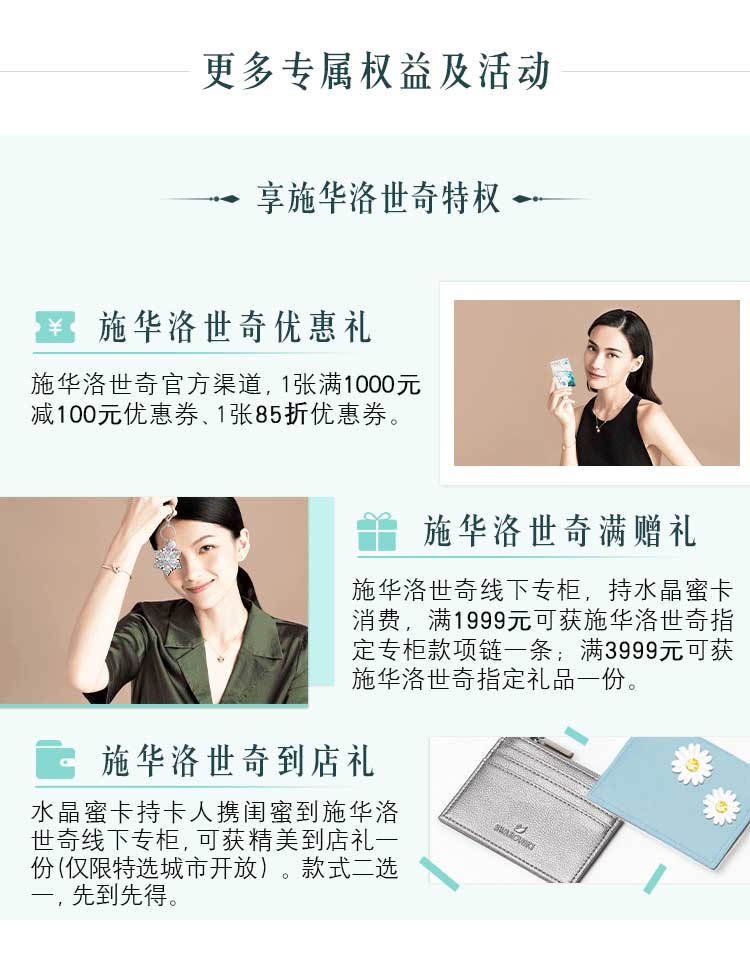 更多专属权益及活动
享施华洛世奇特权
¥ 施华洛世奇优惠礼
施华洛世奇官方渠道, 1张满1000元
减100元优惠券、1张85折优惠券。
施华洛世奇满赠礼
施华洛世奇线下专柜，持水晶蜜卡
消费，满1999元可获施华洛世奇指
定专柜款项链一条；满3999元可获
施华洛世奇指定礼品一份。
施华洛世奇到店礼
水晶蜜卡持卡人携闺蜜到施华洛
世奇线下专柜, 可获精美到店礼一
份(仅限特选城市开放）。款式二选
一, 先到先得。
SWAROVSKI